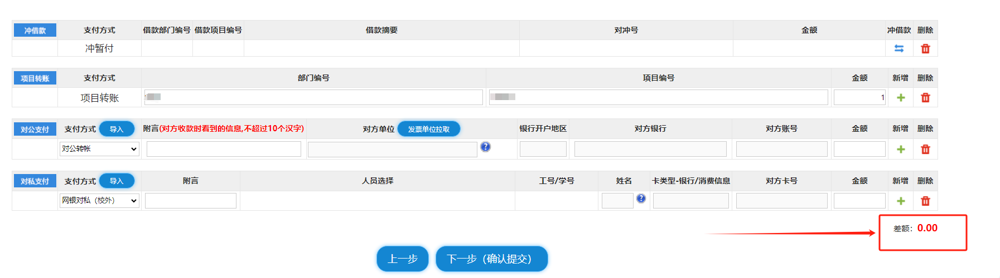 冲借款 支付方式 借款部门编号 借款项目编号 借款摘要 对冲号 金额 冲借款 删除
冲暂付
项目转账 支付方式 部门编号 项目编号 金额 新增 删除
项目转账 1
对公支付 支付方式 导入 附言(对方收款时看到的信息,不超过10个汉字) 对方单位 发票单位拉取 银行开户地区 对方银行 对方账号 金额 新增 删除
对公转帐 ?
对私支付 支付方式 导入 附言 人员选择 工号/学号 姓名 卡类型-银行/消费信息 对方卡号 金额 新增 删除
网银对私（校外） ?
差额：0.00
上一步 下一步（确认提交）